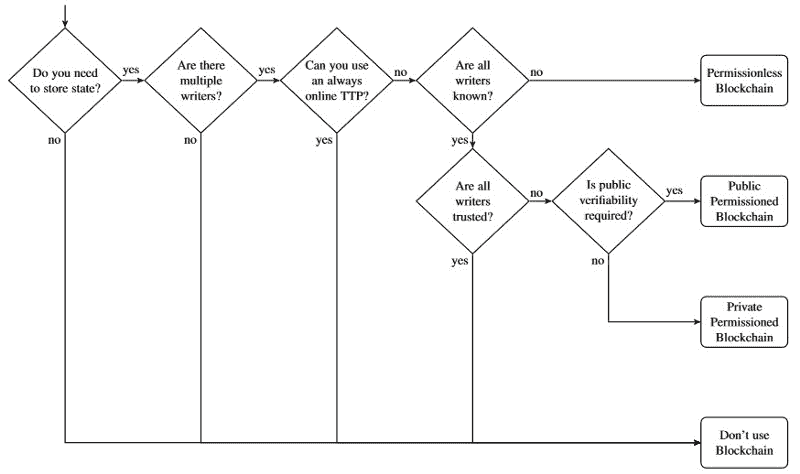 Do you need
to store state?
yes
Are there
multiple
writers?
yes
Can you use
an always
online TTP?
no
Are all
writers
known?
no
Permissionless
Blockchain
no
no
yes
yes
Are all
writers
trusted?
no
Is public
verifiability
required?
yes
Public
Permissioned
Blockchain
yes
no
Private
Permissioned
Blockchain
Don't use
Blockchain